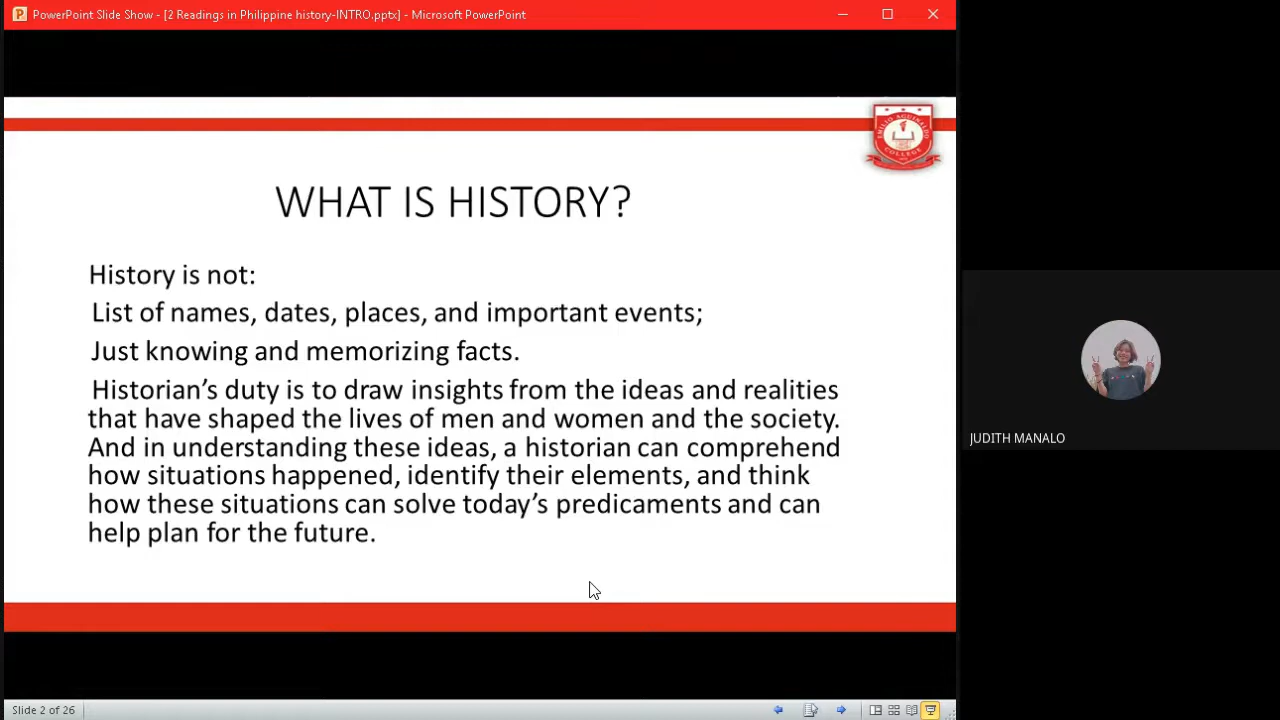 PowerPoint Slide Show - [2 Readings in Philippine history-INTRO.pptx] - Microsoft PowerPoint
EMILIO AGUINALDO
COLLEGE
WHAT IS HISTORY?
History is not:
List of names, dates, places, and important events;
Just knowing and memorizing facts.
Historian’s duty is to draw insights from the ideas and realities
that have shaped the lives of men and women and the society.
And in understanding these ideas, a historian can comprehend
how situations happened, identify their elements, and think
how these situations can solve today’s predicaments and can
help plan for the future.
JUDITH MANALO
Slide 2 of 26